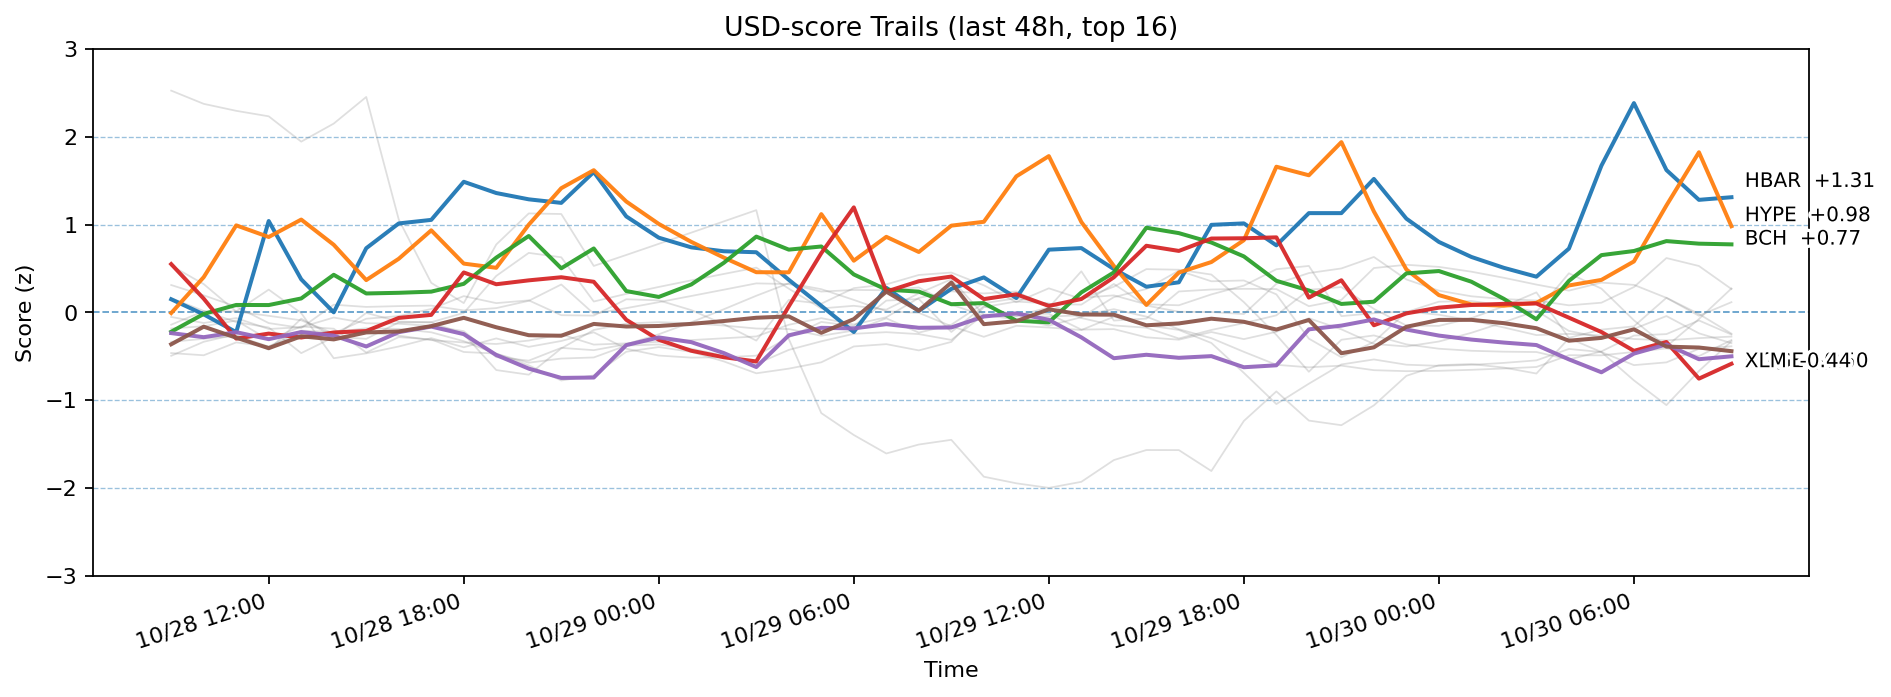 USD-score Trails (last 48h, top 16)
Score (z)
3
2
1
0
−1
−2
−3
HBAR +1.31
HYPE +0.98
BCH +0.77
10/28 12:00
10/28 18:00
10/29 00:00
10/29 06:00
10/29 12:00
10/29 18:00
10/30 00:00
10/30 06:00
Time